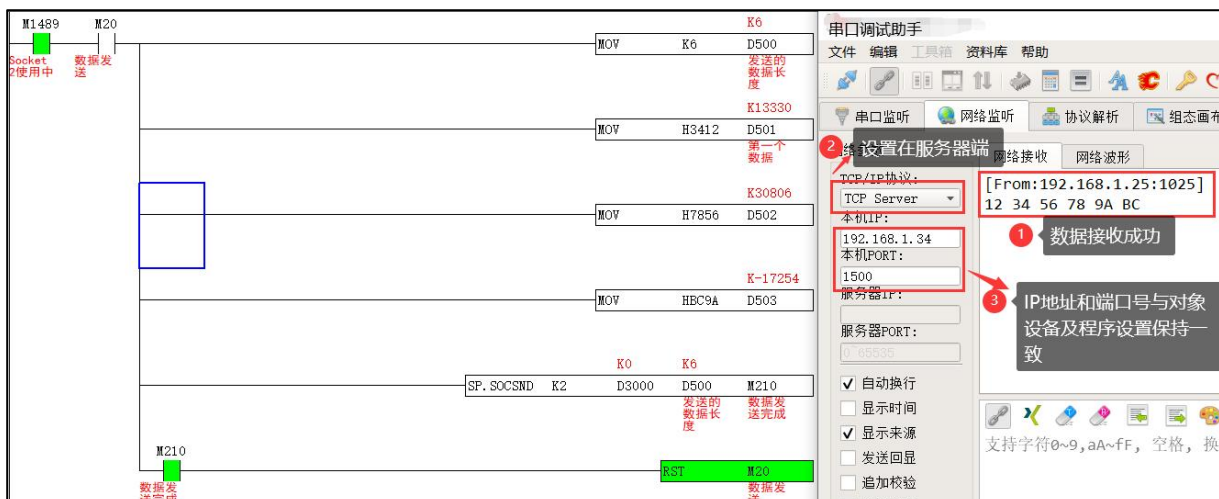 M1489 M20
Socket
2使用中
数据发
送
K6
MOV K6 D500
发送的
数据长
度
K13330
MOV H3412 D501
第一个
数据
K30806
MOV H7856 D502
K-17254
MOV HBC9A D503
K0 K6
SP.SOCSND K2 D3000 D500 M210
发送的
数据长
度
数据发
送完成
M210
数据发
送完成
RST M20
数据发
送
串口调试助手
文件 编辑 工具箱 资料库 帮助
串口监听 网络监听 协议解析 组态画布
2 设置在服务器端
网络接收 网络波形
TCP/IP协议:
TCP Server
本机IP:
192.168.1.34
本机PORT:
1500
服务器IP:
服务器PORT:
0~65535
自动换行
显示时间
显示来源
发送回显
追加校验
[From:192.168.1.25:1025]
12 34 56 78 9A BC
1 数据接收成功
3 IP地址和端口号与对象
设备及程序设置保持一
致
支持字符0~9,aA~fF, 空格, 换